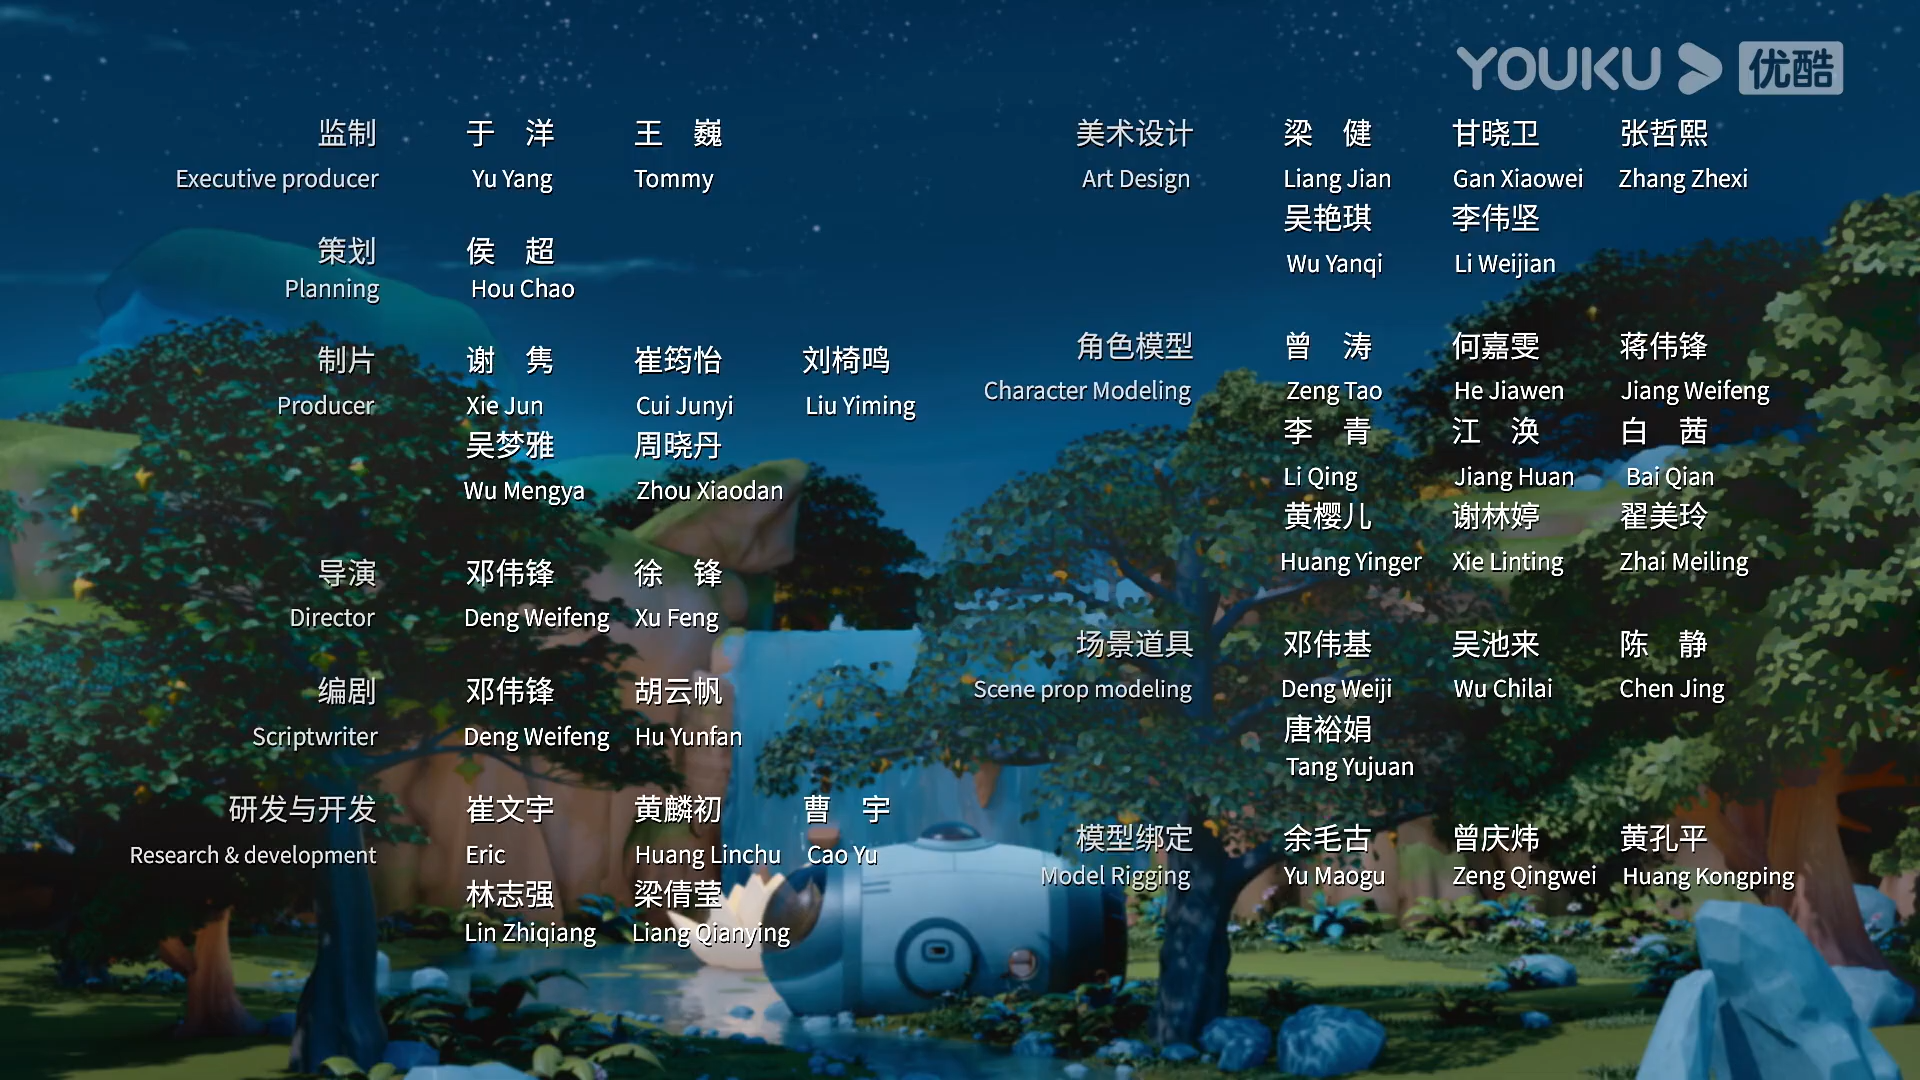 YOUKU 优酷
监制 于 洋 王 巍
Executive producer Yu Yang Tommy
策划 侯 超
Planning Hou Chao
制片 谢 隽 崔筠怡 刘椅鸣
Producer Xie Jun Cui Junyi Liu Yiming
吴梦雅 周晓丹
Wu Mengya Zhou Xiaodan
导演 邓伟锋 徐 锋
Director Deng Weifeng Xu Feng
编剧 邓伟锋 胡云帆
Scriptwriter Deng Weifeng Hu Yunfan
研发与开发 崔文宇 黄麟初 曹 宇
Research & development Eric Huang Linchu Cao Yu
林志强 梁倩莹
Lin Zhiqiang Liang Qianying
美术设计 梁 健 甘晓卫 张哲熙
Art Design Liang Jian Gan Xiaowei Zhang Zhexi
吴艳琪 李伟坚
Wu Yanqi Li Weijian
角色模型 曾 涛 何嘉雯 蒋伟锋
Character Modeling Zeng Tao He Jiawen Jiang Weifeng
李 青 江 涣 白 茜
Li Qing Jiang Huan Bai Qian
黄樱儿 谢林婷 翟美玲
Huang Yinger Xie Linting Zhai Meiling
场景道具 邓伟基 吴池来 陈 静
Scene prop modeling Deng Weiji Wu Chilai Chen Jing
唐裕娟
Tang Yujuan
模型绑定 余毛古 曾庆炜 黄孔平
Model Rigging Yu Maogu Zeng Qingwei Huang Kongping